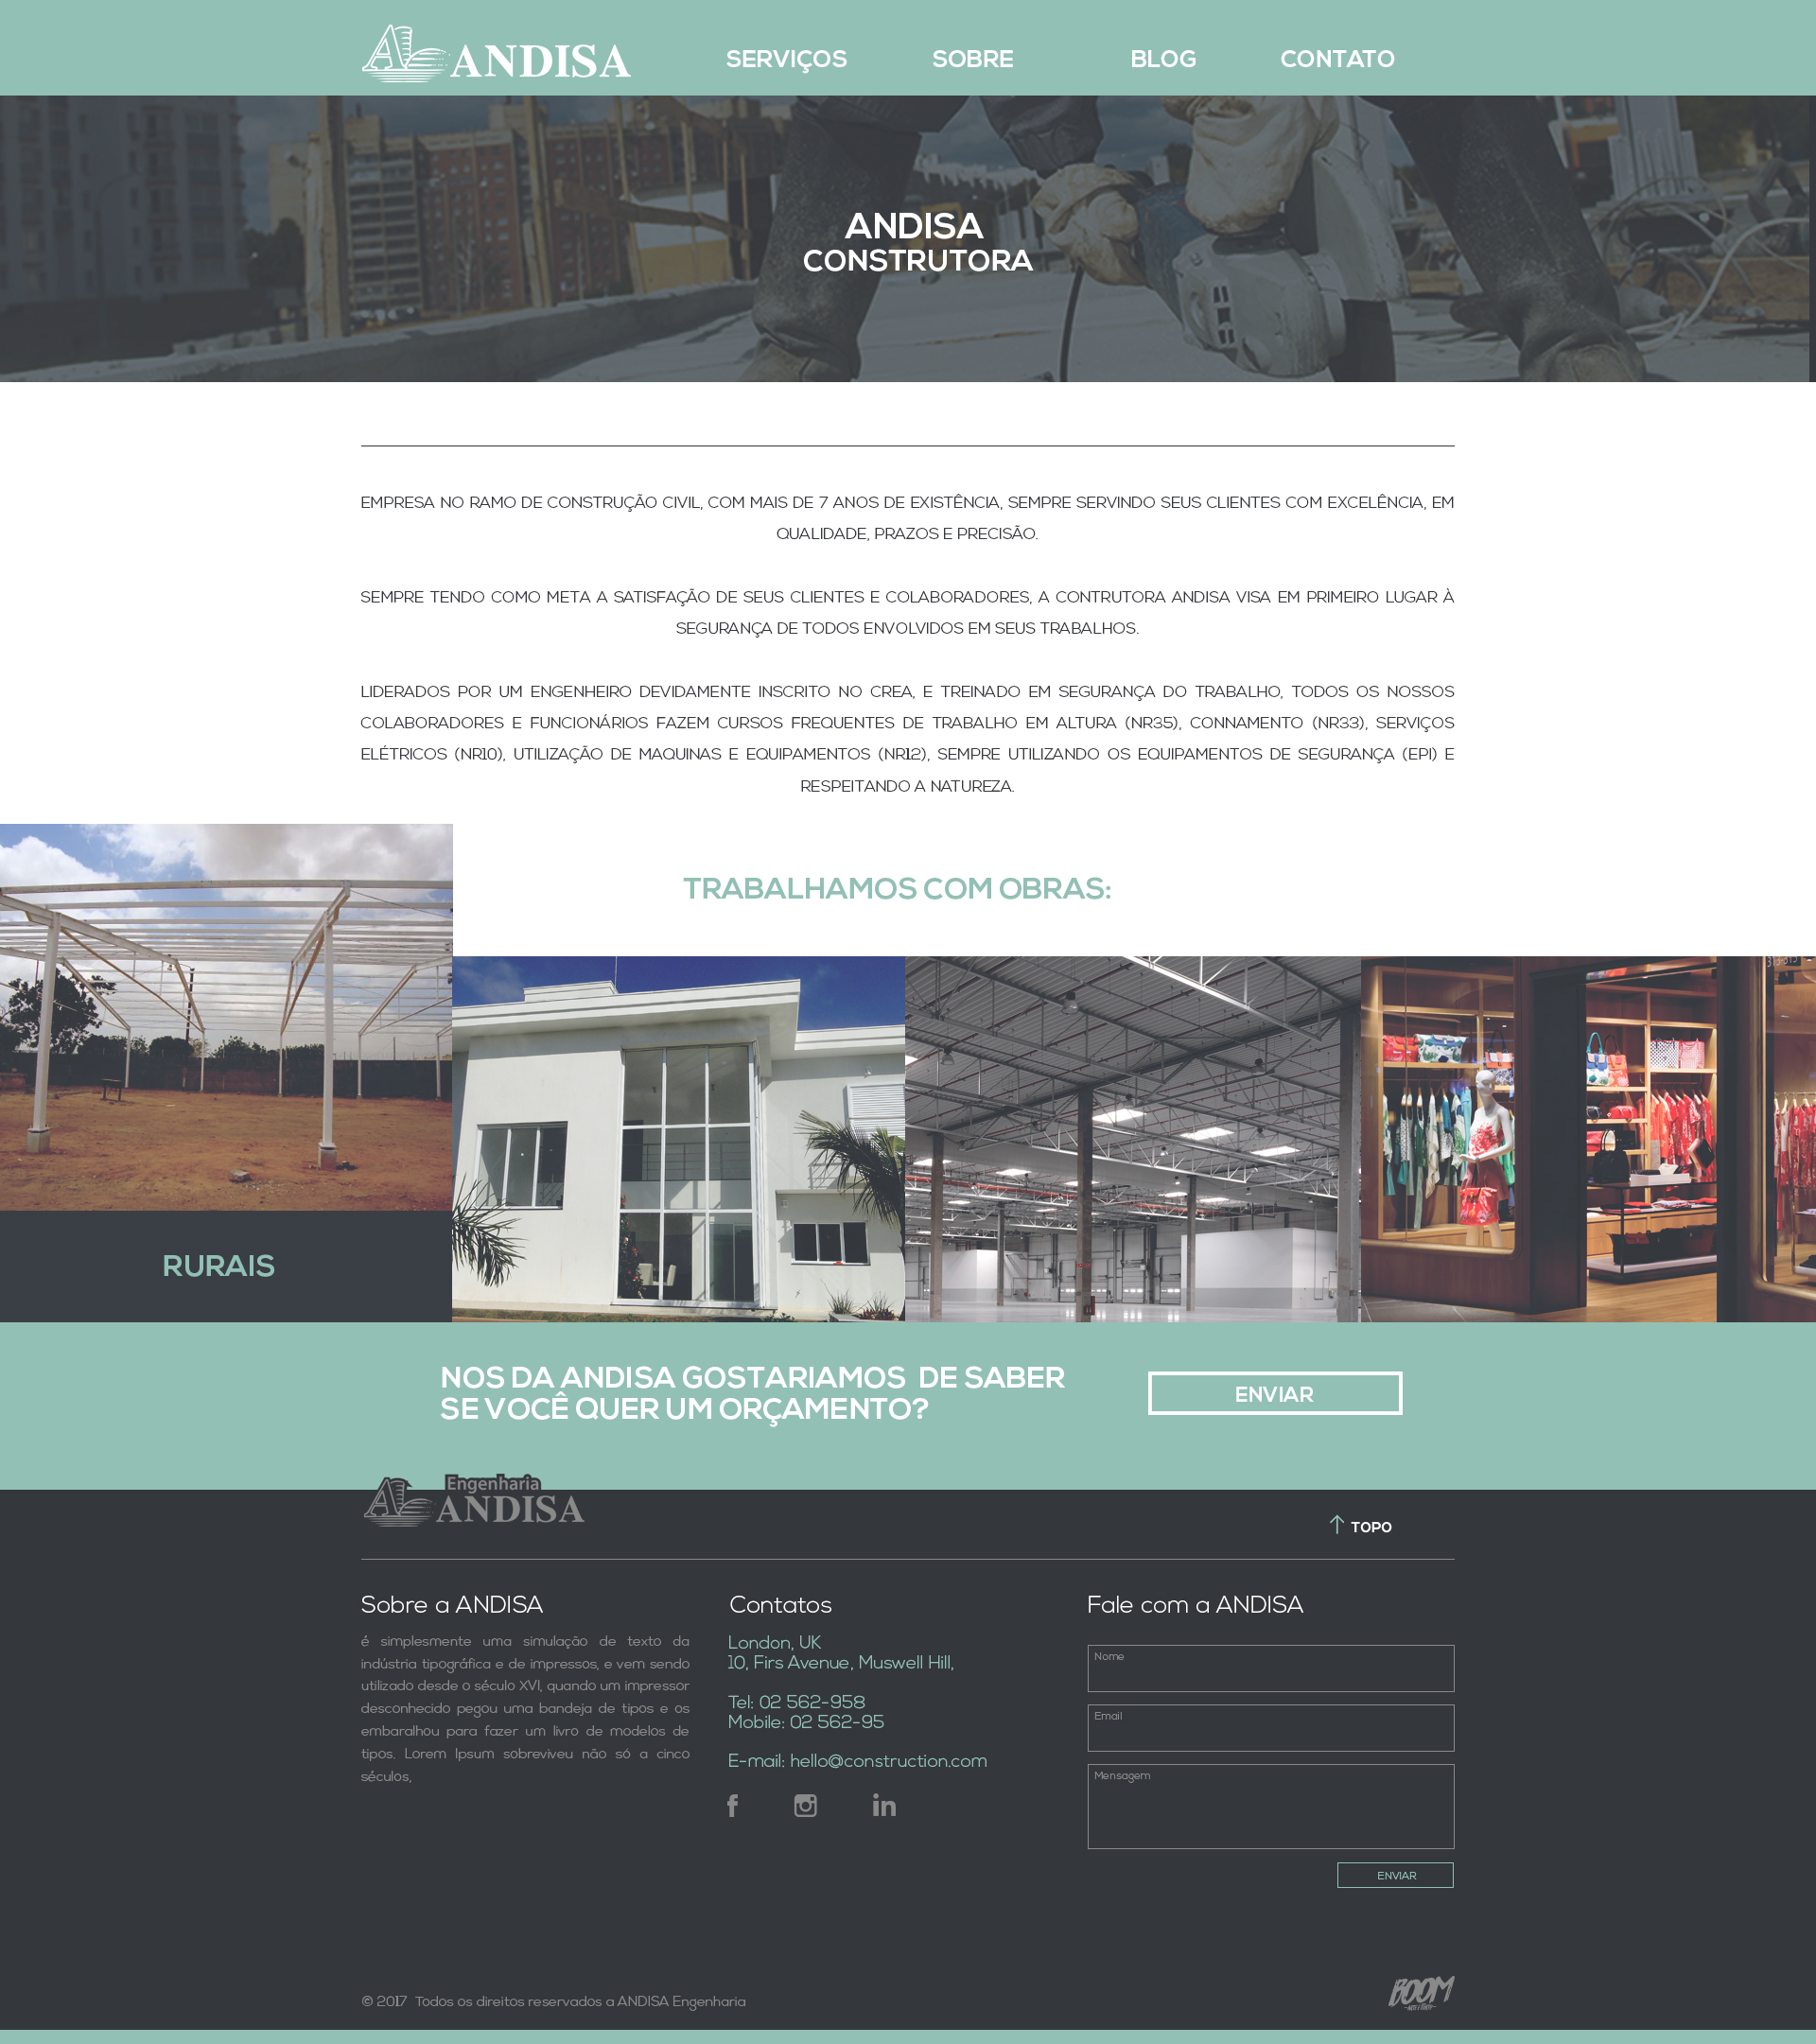 ANDISA
SERVIÇOS SOBRE BLOG CONTATO
ANDISA
CONSTRUTORA
EMPRESA NO RAMO DE CONSTRUÇÃO CIVIL, COM MAIS DE 7 ANOS DE EXISTÊNCIA, SEMPRE SERVINDO SEUS CLIENTES COM EXCELÊNCIA, EM
QUALIDADE, PRAZOS E PRECISÃO.
SEMPRE TENDO COMO META A SATISFAÇÃO DE SEUS CLIENTES E COLABORADORES, A CONTRUTORA ANDISA VISA EM PRIMEIRO LUGAR À
SEGURANÇA DE TODOS ENVOLVIDOS EM SEUS TRABALHOS.
LIDERADOS POR UM ENGENHEIRO DEVIDAMENTE INSCRITO NO CREA, E TREINADO EM SEGURANÇA DO TRABALHO, TODOS OS NOSSOS
COLABORADORES E FUNCIONÁRIOS FAZEM CURSOS FREQUENTES DE TRABALHO EM ALTURA (NR35), CONNAMENTO (NR33), SERVIÇOS
ELÉTRICOS (NR10), UTILIZAÇÃO DE MAQUINAS E EQUIPAMENTOS (NR12), SEMPRE UTILIZANDO OS EQUIPAMENTOS DE SEGURANÇA (EPI) E
RESPEITANDO A NATUREZA.
TRABALHAMOS COM OBRAS:
RURAIS
NOS DA ANDISA GOSTARIAMOS DE SABER
SE VOCÊ QUER UM ORÇAMENTO?
ENVIAR
Engenharia
ANDISA
TOPO
Sobre a ANDISA
é simplesmente uma simulação de texto da
indústria tipográfica e de impressos, e vem sendo
utilizado desde o século XVI, quando um impressor
desconhecido pegou uma bandeja de tipos e os
embaralhou para fazer um livro de modelos de
tipos. Lorem Ipsum sobreviveu não só a cinco
séculos,
Contatos
London, UK
10, Firs Avenue, Muswell Hill,
Tel: 02 562-958
Mobile: 02 562-95
E-mail: hello@construction.com
Fale com a ANDISA
Nome
Email
Mensagem
ENVIAR
© 2017 Todos os direitos reservados a ANDISA Engenharia
BOOM